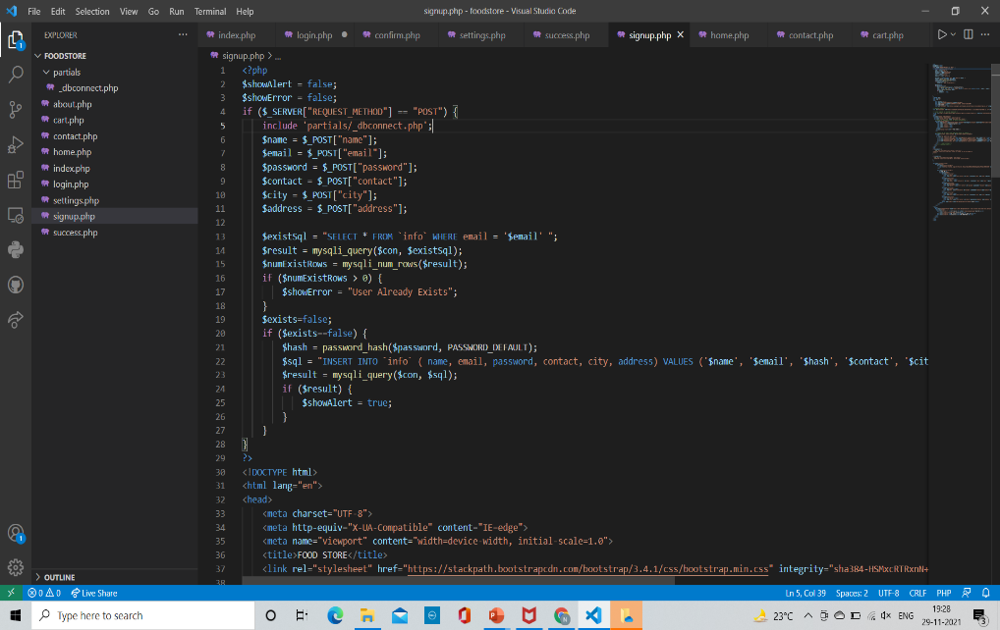 File Edit Selection View Go Run Terminal Help signup.php - foodstore - Visual Studio Code
EXPLORER ... index.php login.php confirm.php settings.php success.php signup.php home.php contact.php cart.php
FOODSTORE
signup.php > ...
partials
_dbconnect.php
about.php
cart.php
contact.php
home.php
index.php
login.php
settings.php
signup.php
success.php
OUTLINE
1 <?php
2 $showAlert = false;
3 $showError = false;
4 if ($_SERVER["REQUEST_METHOD"] == "POST") {
5 include 'partials/_dbconnect.php';
6 $name = $_POST["name"];
7 $email = $_POST["email"];
8 $password = $_POST["password"];
9 $contact = $_POST["contact"];
10 $city = $_POST["city"];
11 $address = $_POST["address"];
12
13 $existSql = "SELECT * FROM `info` WHERE email = '$email' ";
14 $result = mysqli_query($con, $existSql);
15 $numExistRows = mysqli_num_rows($result);
16 if ($numExistRows > 0) {
17 $showError = "User Already Exists";
18 }
19 $exists=false;
20 if ($exists==false) {
21 $hash = password_hash($password, PASSWORD_DEFAULT);
22 $sql = "INSERT INTO `info` ( name, email, password, contact, city, address) VALUES ('$name', '$email', '$hash', '$contact', '$cit
23 $result = mysqli_query($con, $sql);
24 if ($result) {
25 $showAlert = true;
26 }
27 }
28 }
29 ?>
30 <!DOCTYPE html>
31 <html lang="en">
32 <head>
33 <meta charset="UTF-8">
34 <meta http-equiv="X-UA-Compatible" content="IE-edge">
35 <meta name="viewport" content="width=device-width, initial-scale=1.0">
36 <title>FOOD STORE</title>
37 <link rel="stylesheet" href="https://stackpath.bootstrapcdn.com/bootstrap/3.4.1/css/bootstrap.min.css" integrity="sha384-HSMxcRTRxnN+
38
0 0 Live Share Ln 5, Col 39 Spaces: 2 UTF-8 CRLF PHP
Type here to search 23°C ENG 19:28
29-11-2021 3